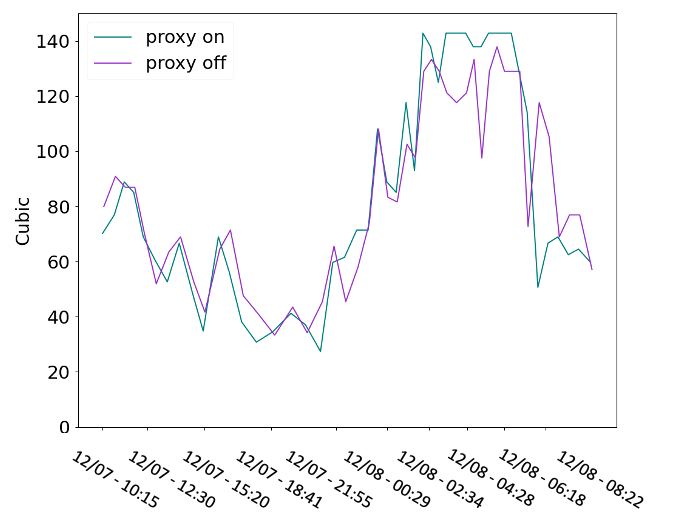 140
120
100
80
60
40
20
0
Cubic
proxy on
proxy off
12/07 - 10:15
12/07 - 12:30
12/07 - 15:20
12/07 - 18:41
12/07 - 21:55
12/08 - 00:29
12/08 - 02:34
12/08 - 04:28
12/08 - 06:18
12/08 - 08:22